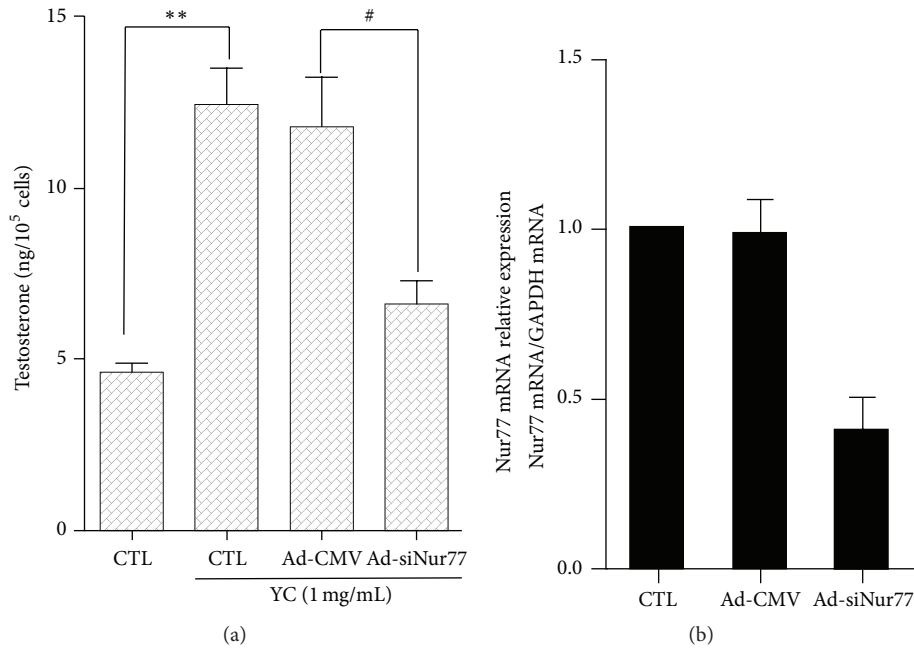 15
10
5
0
Testosterone (ng/10⁵ cells)
**
#
CTL
CTL
Ad-CMV
Ad-siNur77
YC (1 mg/mL)
(a)
1.5
1.0
0.5
0.0
Nur77 mRNA relative expression
Nur77 mRNA/GAPDH mRNA
CTL
Ad-CMV
Ad-siNur77
(b)